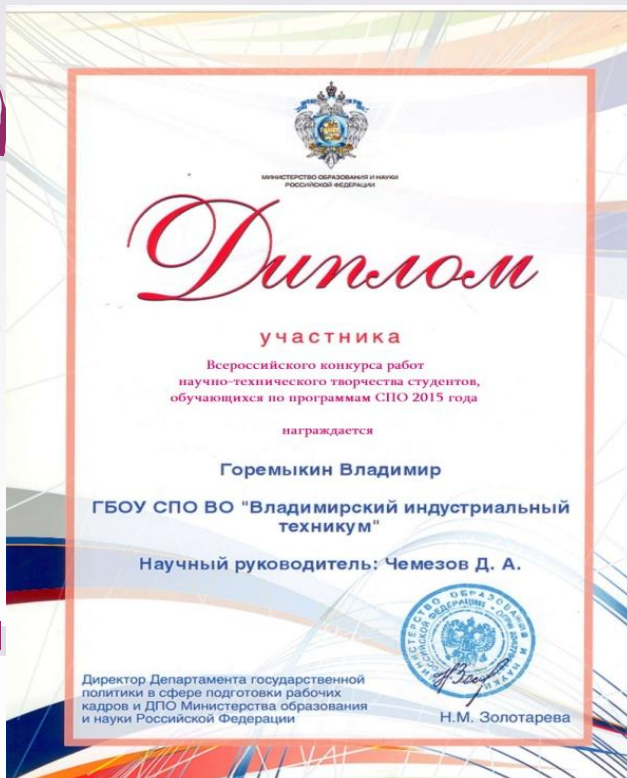 МИНИСТЕРСТВО ОБРАЗОВАНИЯ И НАУКИ
РОССИЙСКОЙ ФЕДЕРАЦИИ
Диплом
участника
Всероссийского конкурса работ
научно-технического творчества студентов,
обучающихся по программам СПО 2015 года
награждается
Горемыкин Владимир
ГБОУ СПО ВО "Владимирский индустриальный
техникум"
Научный руководитель: Чемезов Д. А.
Директор Департамента государственной
политики в сфере подготовки рабочих
кадров и ДПО Министерства образования
и науки Российской Федерации
Н.М. Золотарева